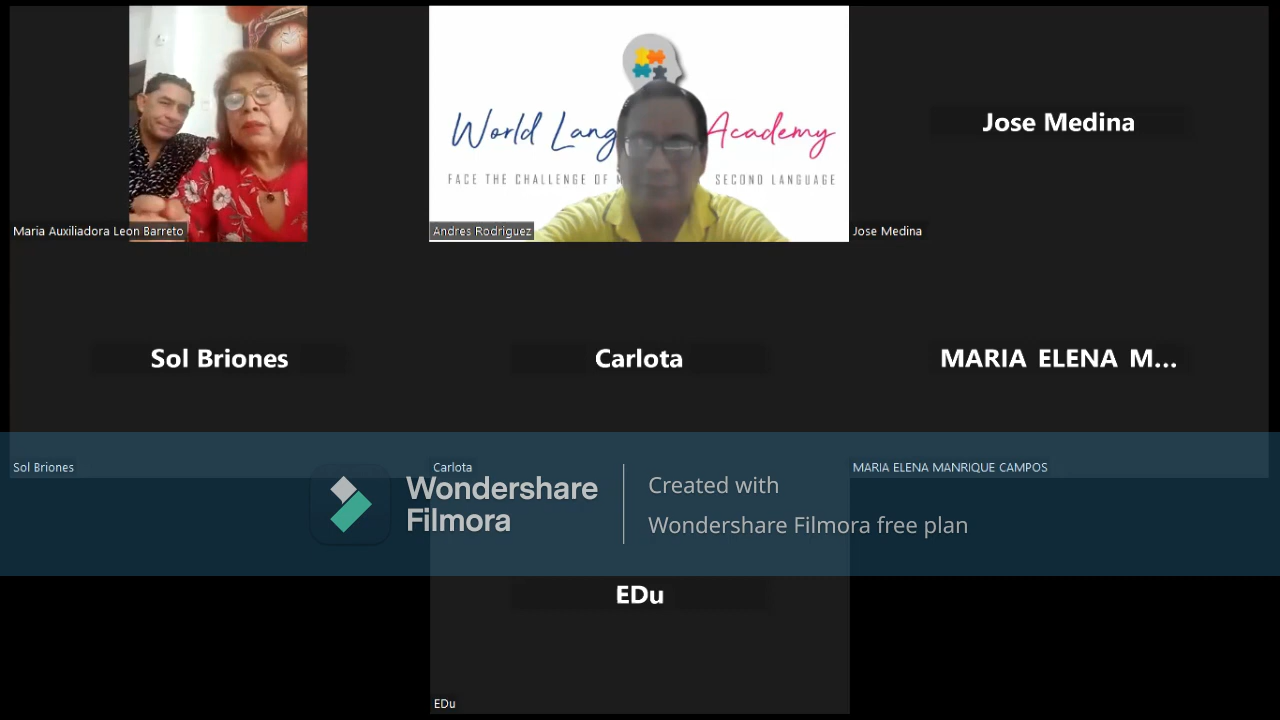 World Lang Academy
FACE THE CHALLENGE OF SECOND LANGUAGE
Jose Medina
Maria Auxiliadora Leon Barreto
Andres Rodriguez
Jose Medina
Sol Briones
Carlota
MARIA ELENA M...
Sol Briones
Carlota
MARIA ELENA MANRIQUE CAMPOS
Wondershare
Filmora
Created with
Wondershare Filmora free plan
EDu
EDu